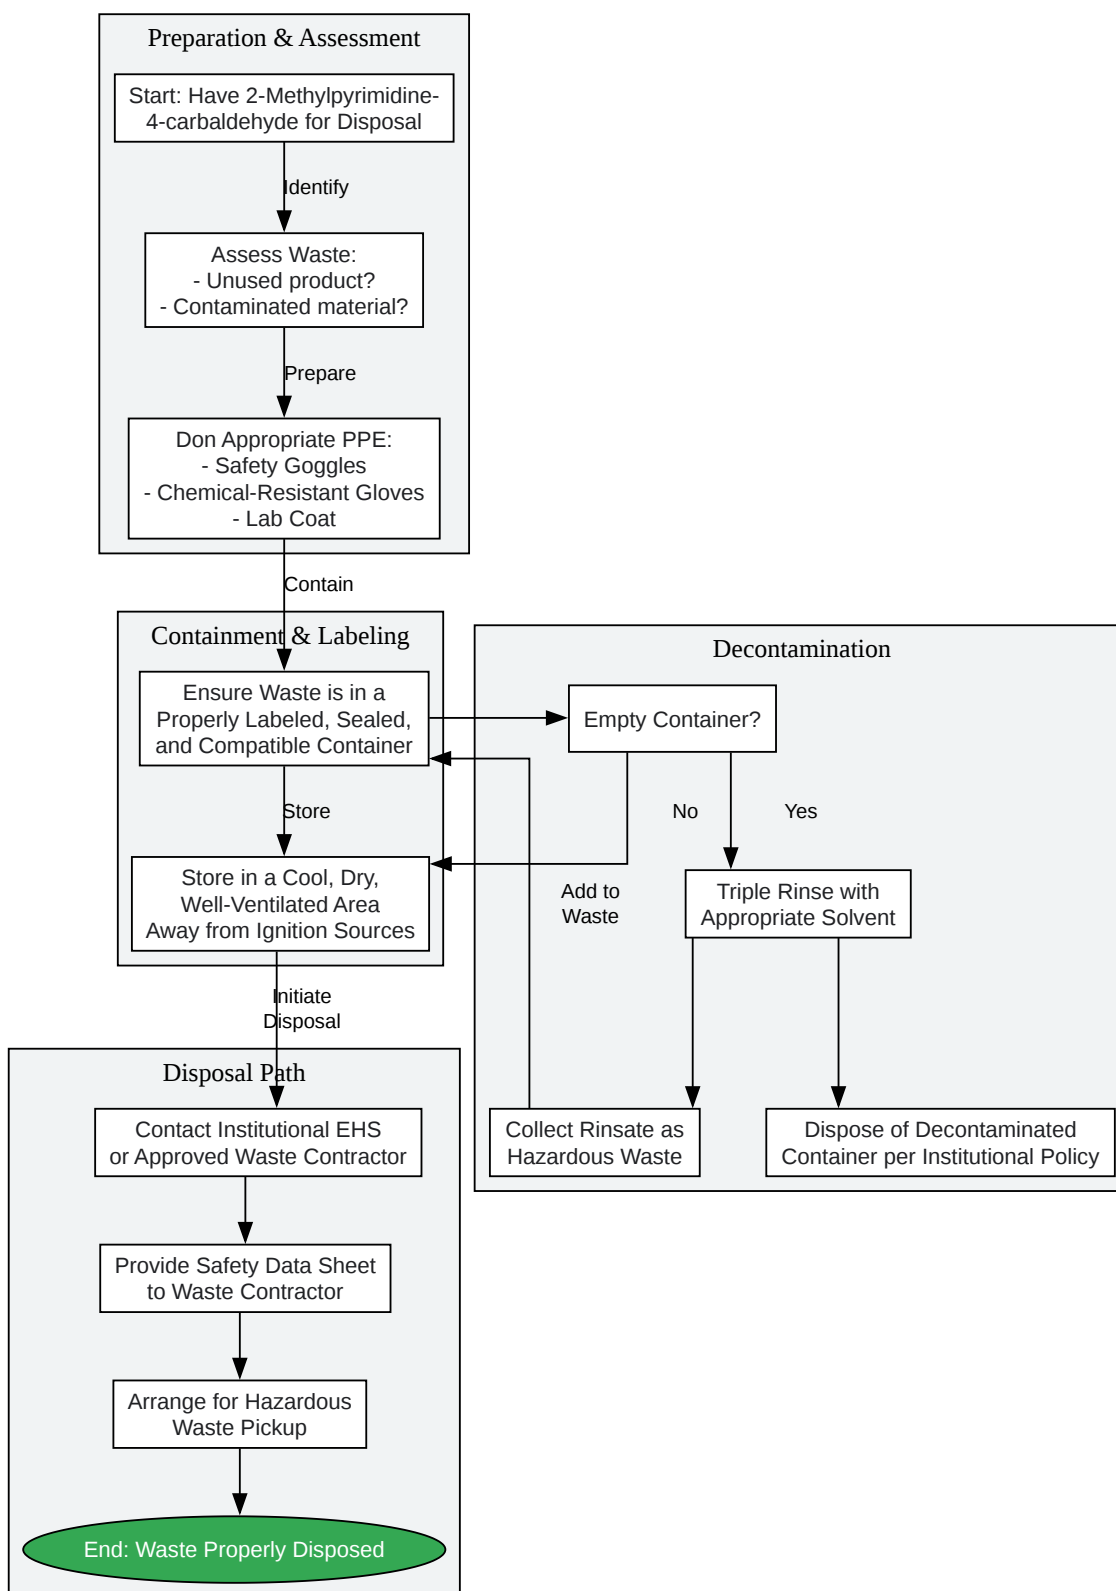 Preparation & Assessment
Start: Have 2-Methylpyrimidine-
4-carbaldehyde for Disposal
Identify
Assess Waste:
- Unused product?
- Contaminated material?
Prepare
Don Appropriate PPE:
- Safety Goggles
- Chemical-Resistant Gloves
- Lab Coat
Contain
Containment & Labeling
Ensure Waste is in a
Properly Labeled, Sealed,
and Compatible Container
Store
Store in a Cool, Dry,
Well-Ventilated Area
Away from Ignition Sources
Initiate
Disposal
Decontamination
Empty Container?
No
Yes
Triple Rinse with
Appropriate Solvent
Add to
Waste
Collect Rinsate as
Hazardous Waste
Dispose of Decontaminated
Container per Institutional Policy
Disposal Path
Contact Institutional EHS
or Approved Waste Contractor
Provide Safety Data Sheet
to Waste Contractor
Arrange for Hazardous
Waste Pickup
End: Waste Properly Disposed